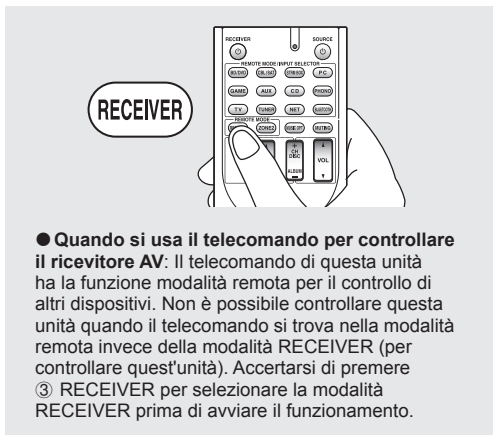 RECEIVER SOURCE
REMOTE MODE/INPUT SELECTOR
BD/DVD CBL/SAT STRM BOX PC
GAME AUX CD PHONO
TV TUNER NET BLUETOOTH
REMOTE MODE
ZONE2 MUTING
CH
DISC
ALBUM
VOL
RECEIVER
● Quando si usa il telecomando per controllare
il ricevitore AV: Il telecomando di questa unità
ha la funzione modalità remota per il controllo di
altri dispositivi. Non è possibile controllare questa
unità quando il telecomando si trova nella modalità
remota invece della modalità RECEIVER (per
controllare quest'unità). Accertarsi di premere
③ RECEIVER per selezionare la modalità
RECEIVER prima di avviare il funzionamento.